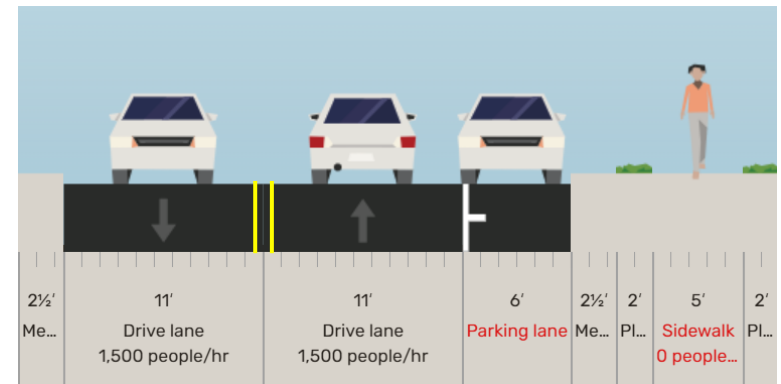 2½′ 11′ 11′ 6′ 2½′ 2′ 5′ 2′
Me... Drive lane Drive lane Parking lane Me... Pl... Sidewalk Pl...
1,500 people/hr 1,500 people/hr 0 people...